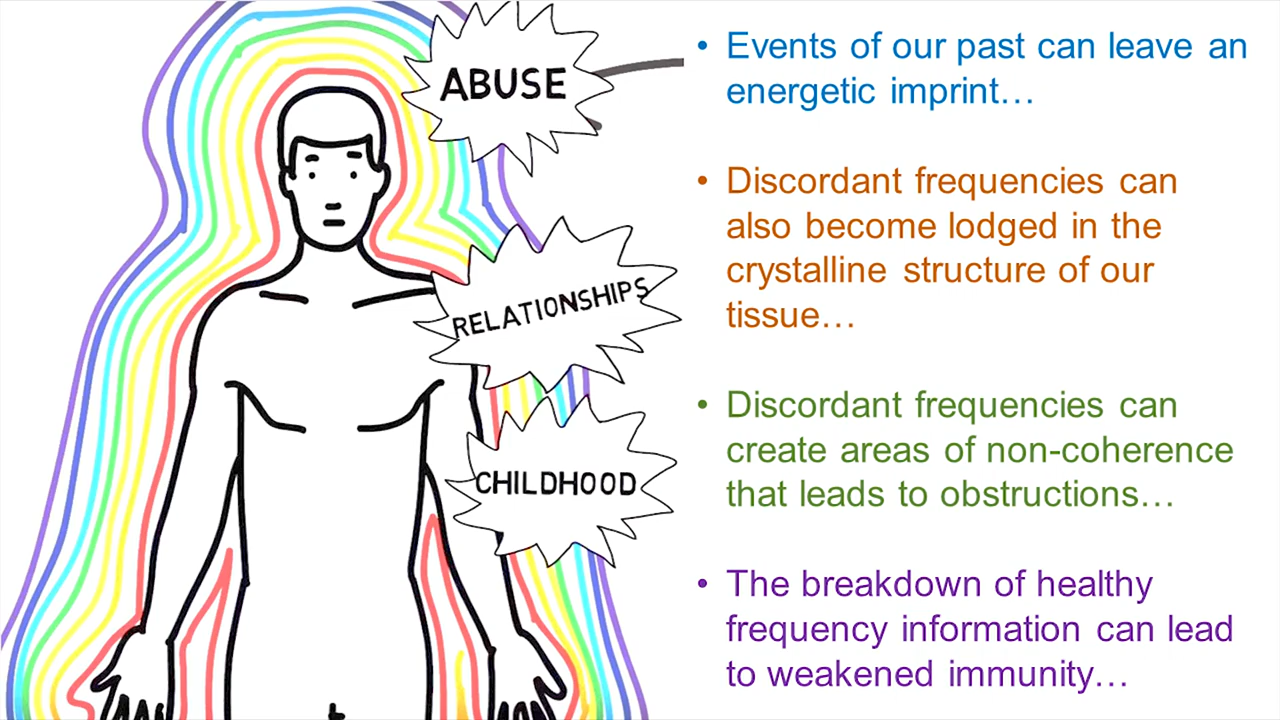 ABUSE
RELATIONSHIPS
CHILDHOOD
• Events of our past can leave an
energetic imprint…
• Discordant frequencies can
also become lodged in the
crystalline structure of our
tissue…
• Discordant frequencies can
create areas of non-coherence
that leads to obstructions…
• The breakdown of healthy
frequency information can lead
to weakened immunity…